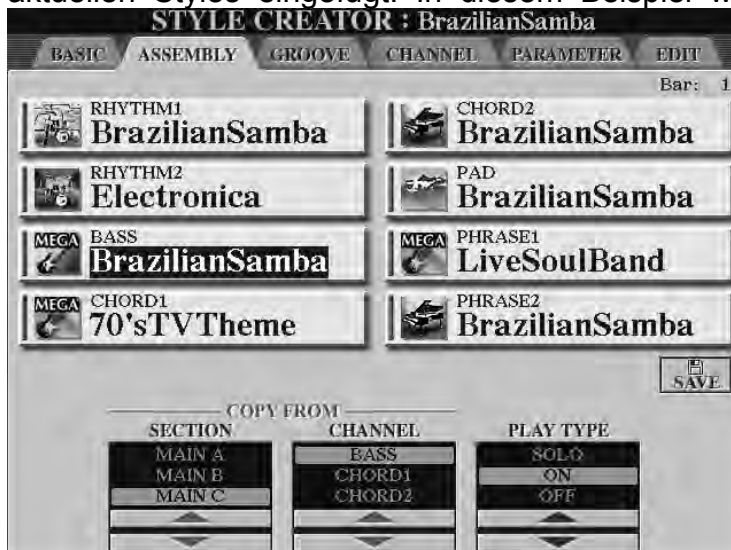 aktuellen Styles eingefügt. In diesem Beispiel
STYLE CREATOR : BrazilianSamba
BASIC ASSEMBLY GROOVE CHANNEL PARAMETER EDIT
Bar: 1
RHYTHM1
BrazilianSamba
CHORD2
BrazilianSamba
RHYTHM2
Electronica
PAD
BrazilianSamba
MEGA BASS
BrazilianSamba
MEGA PHRASE1
LiveSoulBand
MEGA CHORD1
70'sTVTheme
PHRASE2
BrazilianSamba
SAVE
COPY FROM
SECTION CHANNEL PLAY TYPE
MAIN A BASS SOLO
MAIN B CHORD1 ON
MAIN C CHORD2 OFF